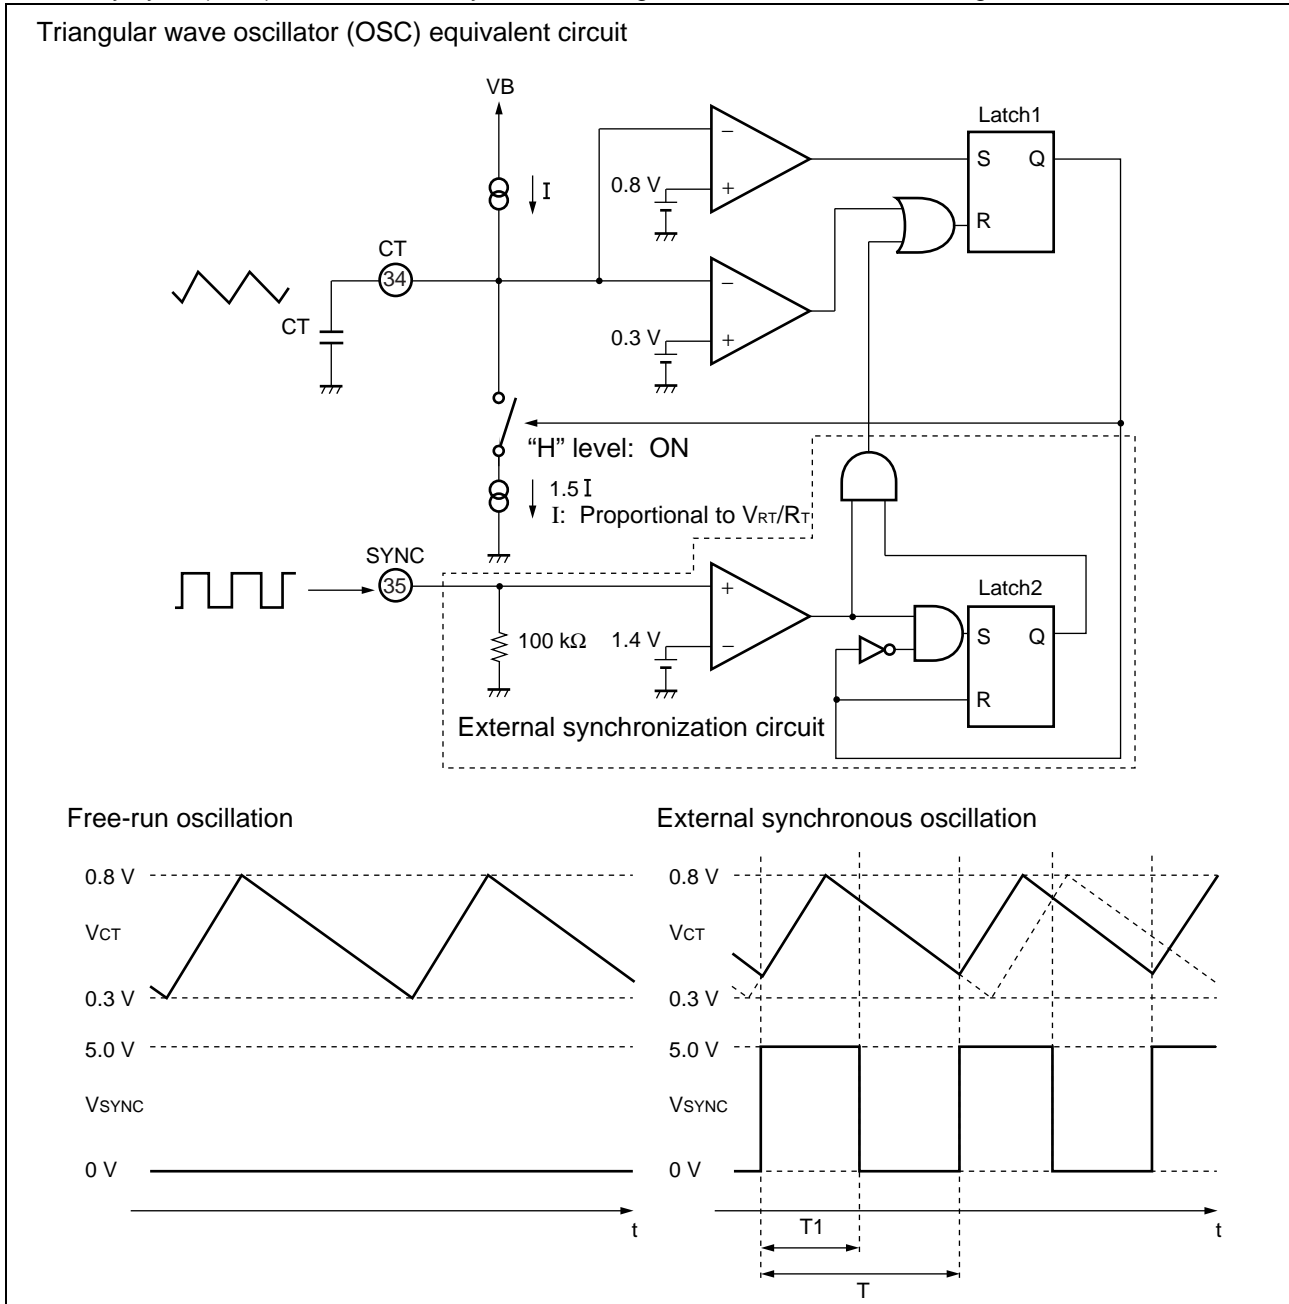 Triangular wave oscillator (OSC) equivalent circuit
VB
Latch1
S Q
R
I
0.8 V
−
+
CT
34
CT
−
+
0.3 V
"H" level: ON
1.5 I
I: Proportional to VRT/RT
SYNC
35
100 kΩ
1.4 V
+
−
Latch2
S Q
R
External synchronization circuit
Free-run oscillation
0.8 V
VCT
0.3 V
5.0 V
VSYNC
0 V
t
External synchronous oscillation
0.8 V
VCT
0.3 V
5.0 V
VSYNC
0 V
t
T1
T